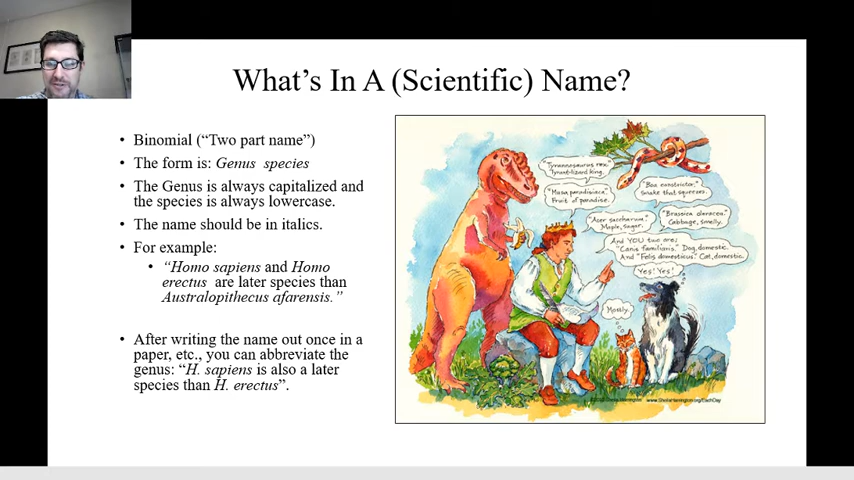 What's In A (Scientific) Name?
• Binomial ("Two part name")
• The form is: Genus species
• The Genus is always capitalized and
the species is always lowercase.
• The name should be in italics.
• For example:
• "Homo sapiens and Homo
erectus are later species than
Australopithecus afarensis."
• After writing the name out once in a
paper, etc., you can abbreviate the
genus: "H. sapiens is also a later
species than H. erectus".
"Tyrannosaurus rex."
Tyrant-lizard king.
"Musa paradisiaca."
Fruit of paradise.
"Boa constrictor,"
Snake that squeezes.
"Acer saccharum."
Maple, sugar.
"Brassica oleracea."
Cabbage, smelly.
And YOU two are:
"Canis familiaris." Dog, domestic.
And "Felis domesticus." Cat, domestic.
Yes! Yes!
Mostly.
www.ShelaHarrington.org/EachDay